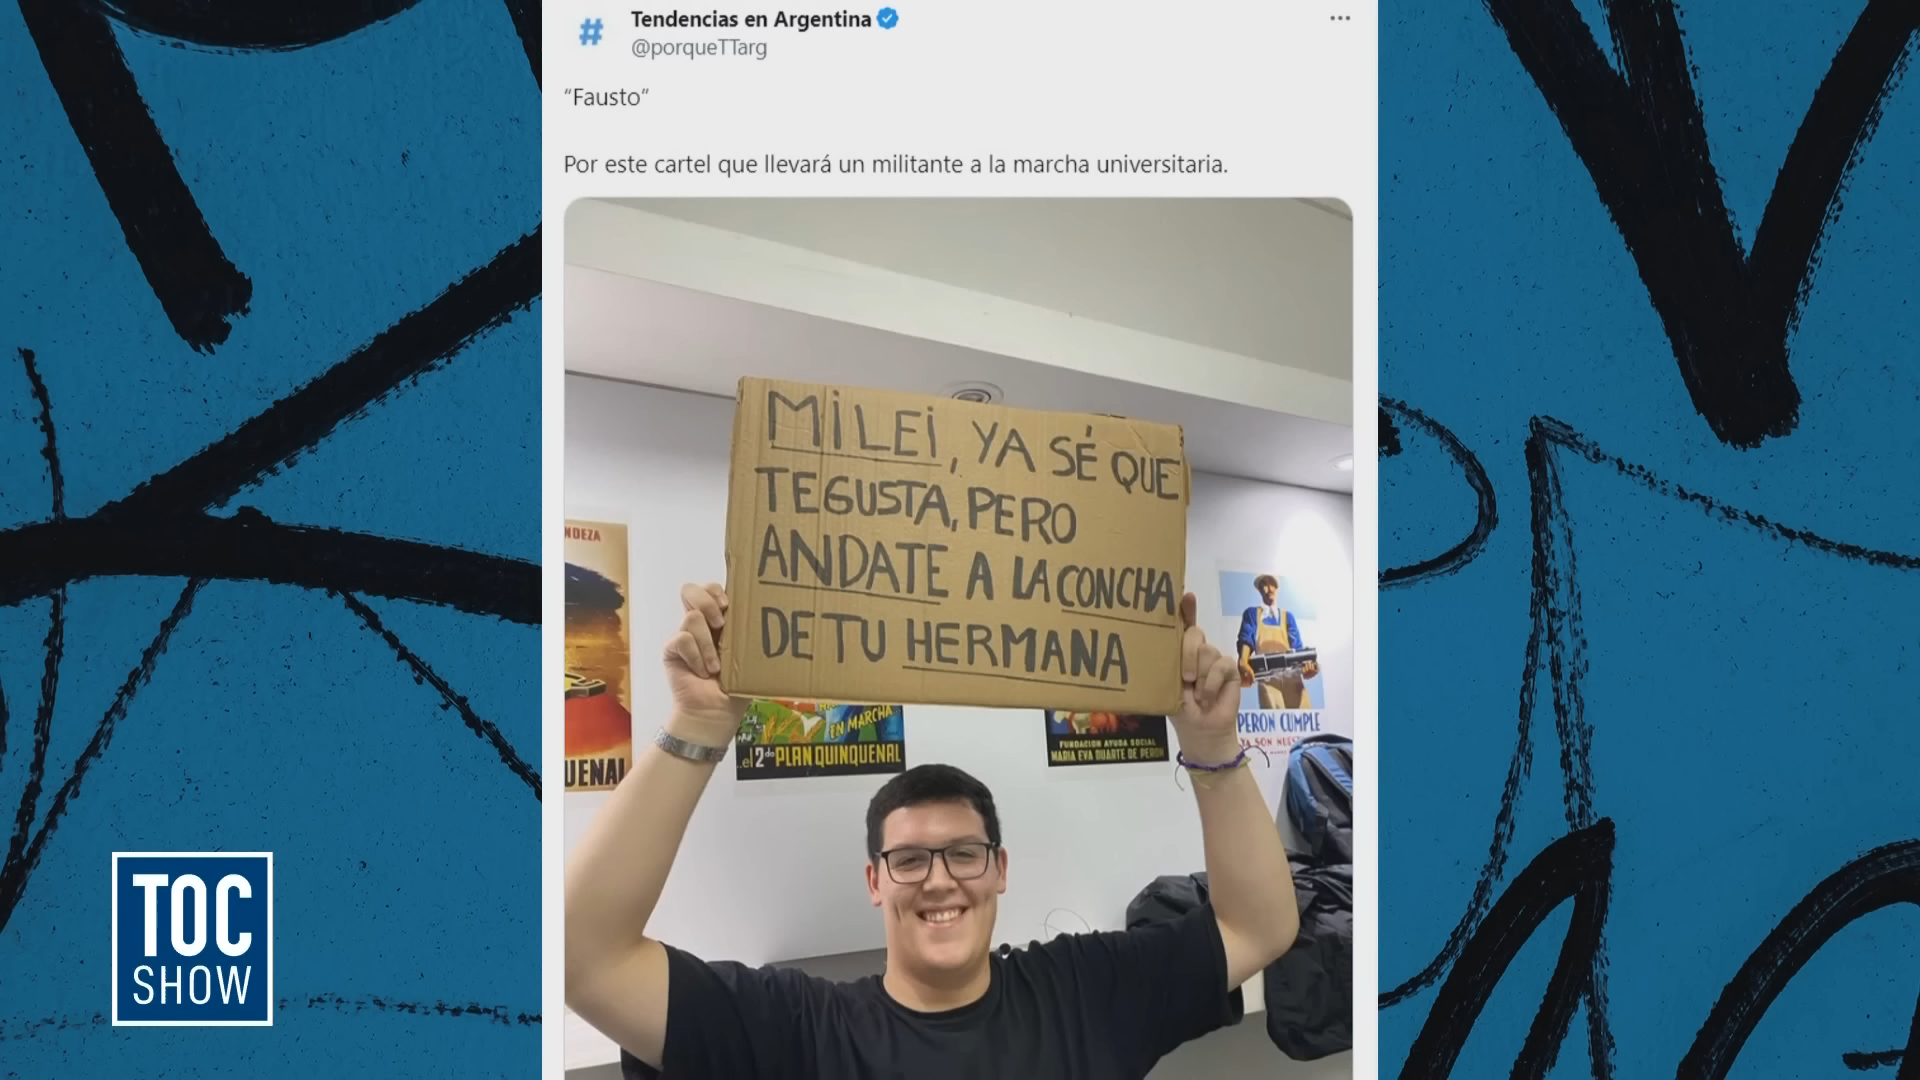 Tendencias en Argentina
@porqueTTarg
“Fausto”
Por este cartel que llevará un militante a la marcha universitaria.
MiLEi, YA SÉ QUE
TE GUSTA, PERO
ANDATE A LA CONCHA
DE TU HERMANA
NDEZA
UENAL
EN MARCHA
..el 2do PLAN QUINQUENAL
FUNDACION AYUDA SOCIAL
MARIA EVA DUARTE DE PERON
PERON CUMPLE
YA SON
TOC
SHOW